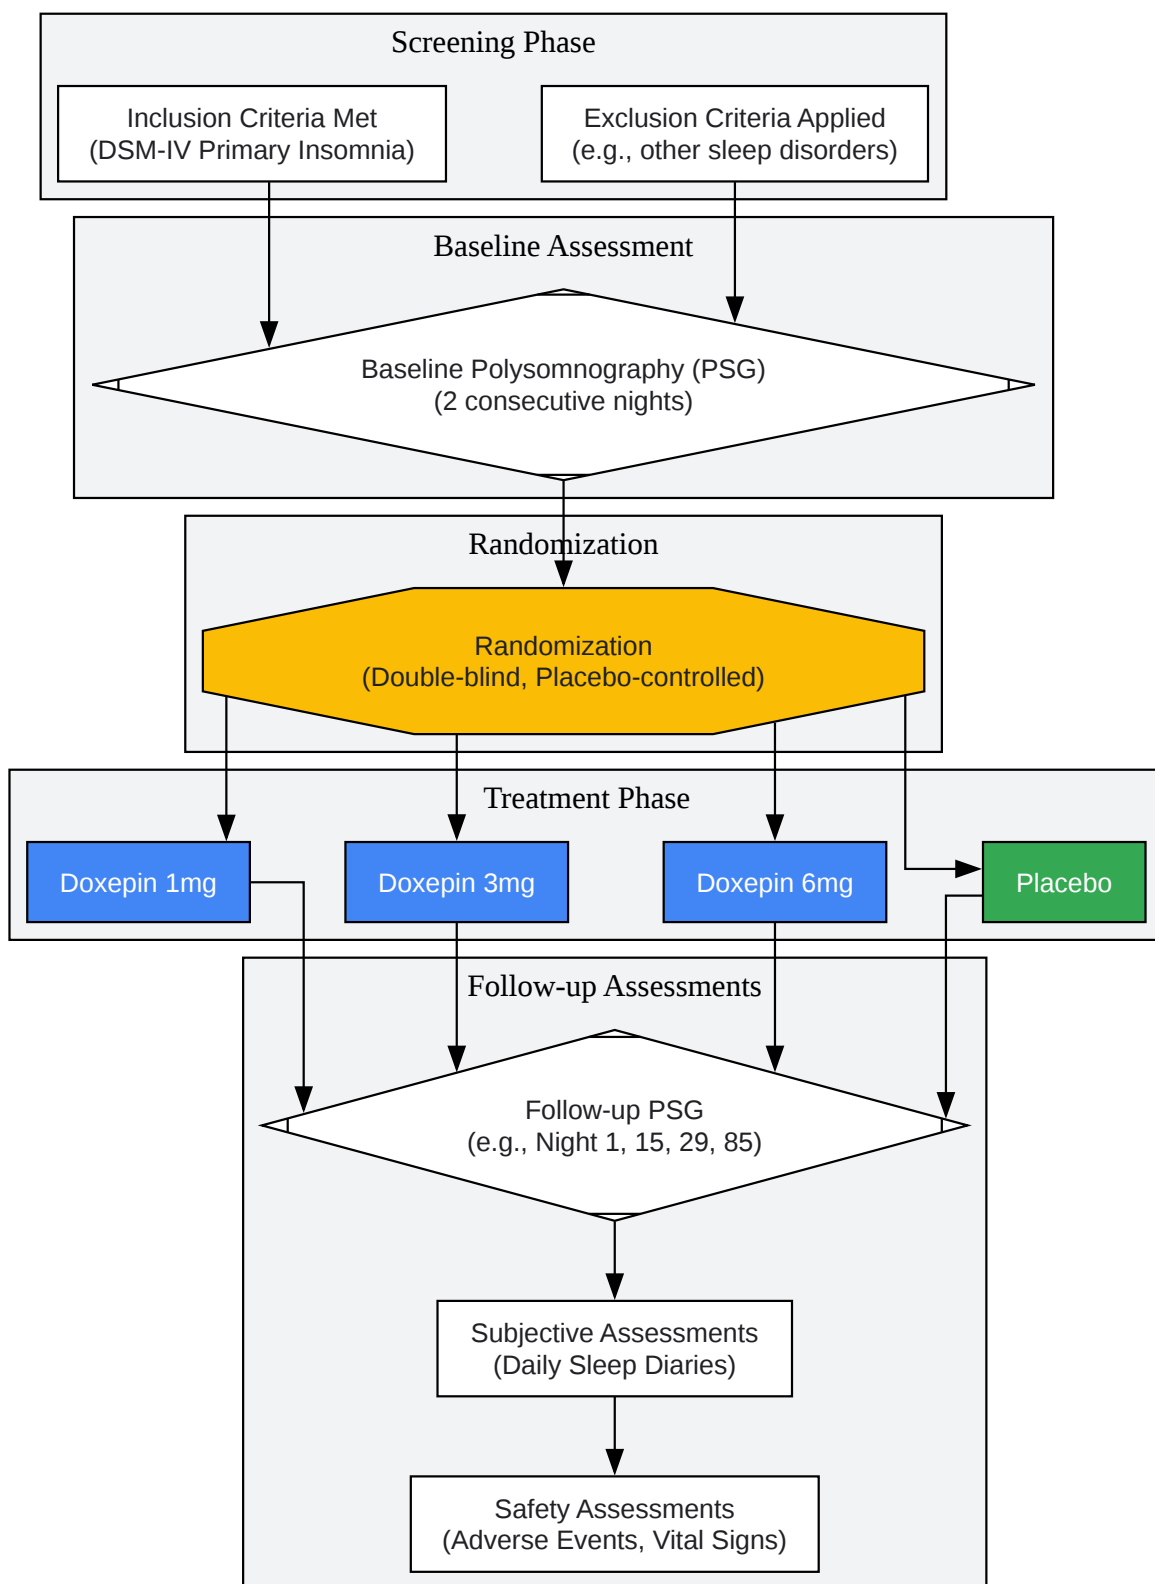 Screening Phase
Inclusion Criteria Met
(DSM-IV Primary Insomnia)
Exclusion Criteria Applied
(e.g., other sleep disorders)
Baseline Assessment
Baseline Polysomnography (PSG)
(2 consecutive nights)
Randomization
Randomization
(Double-blind, Placebo-controlled)
Treatment Phase
Doxepin 1mg
Doxepin 3mg
Doxepin 6mg
Placebo
Follow-up Assessments
Follow-up PSG
(e.g., Night 1, 15, 29, 85)
Subjective Assessments
(Daily Sleep Diaries)
Safety Assessments
(Adverse Events, Vital Signs)